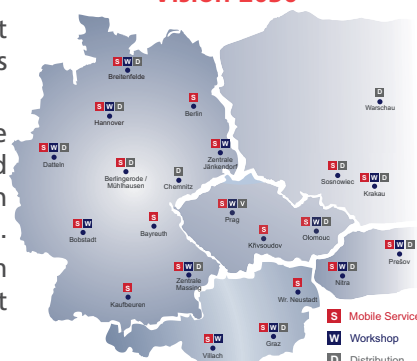 Vision 2030
t
s
e
d
n
.
n
t
S W D
Breitenfelde
S W D
Hannover
S
Berlin
D
Warschau
S W D
Datteln
S W
Zentrale
Jänkendorf
S D
Berlingerode /
Mühlhausen
D
Chemnitz
S D
Sosnowiec
S W D
Krakau
S W
Bobstadt
S
Bayreuth
S W V
Prag
S
Křivsoudov
S W D
Olomouc
S W D
Prešov
S
Kaufbeuren
S W D
Zentrale
Massing
S
Wr. Neustadt
S W D
Nitra
S W
Villach
S W D
Graz
S Mobile Service
W Workshop
D Distribution